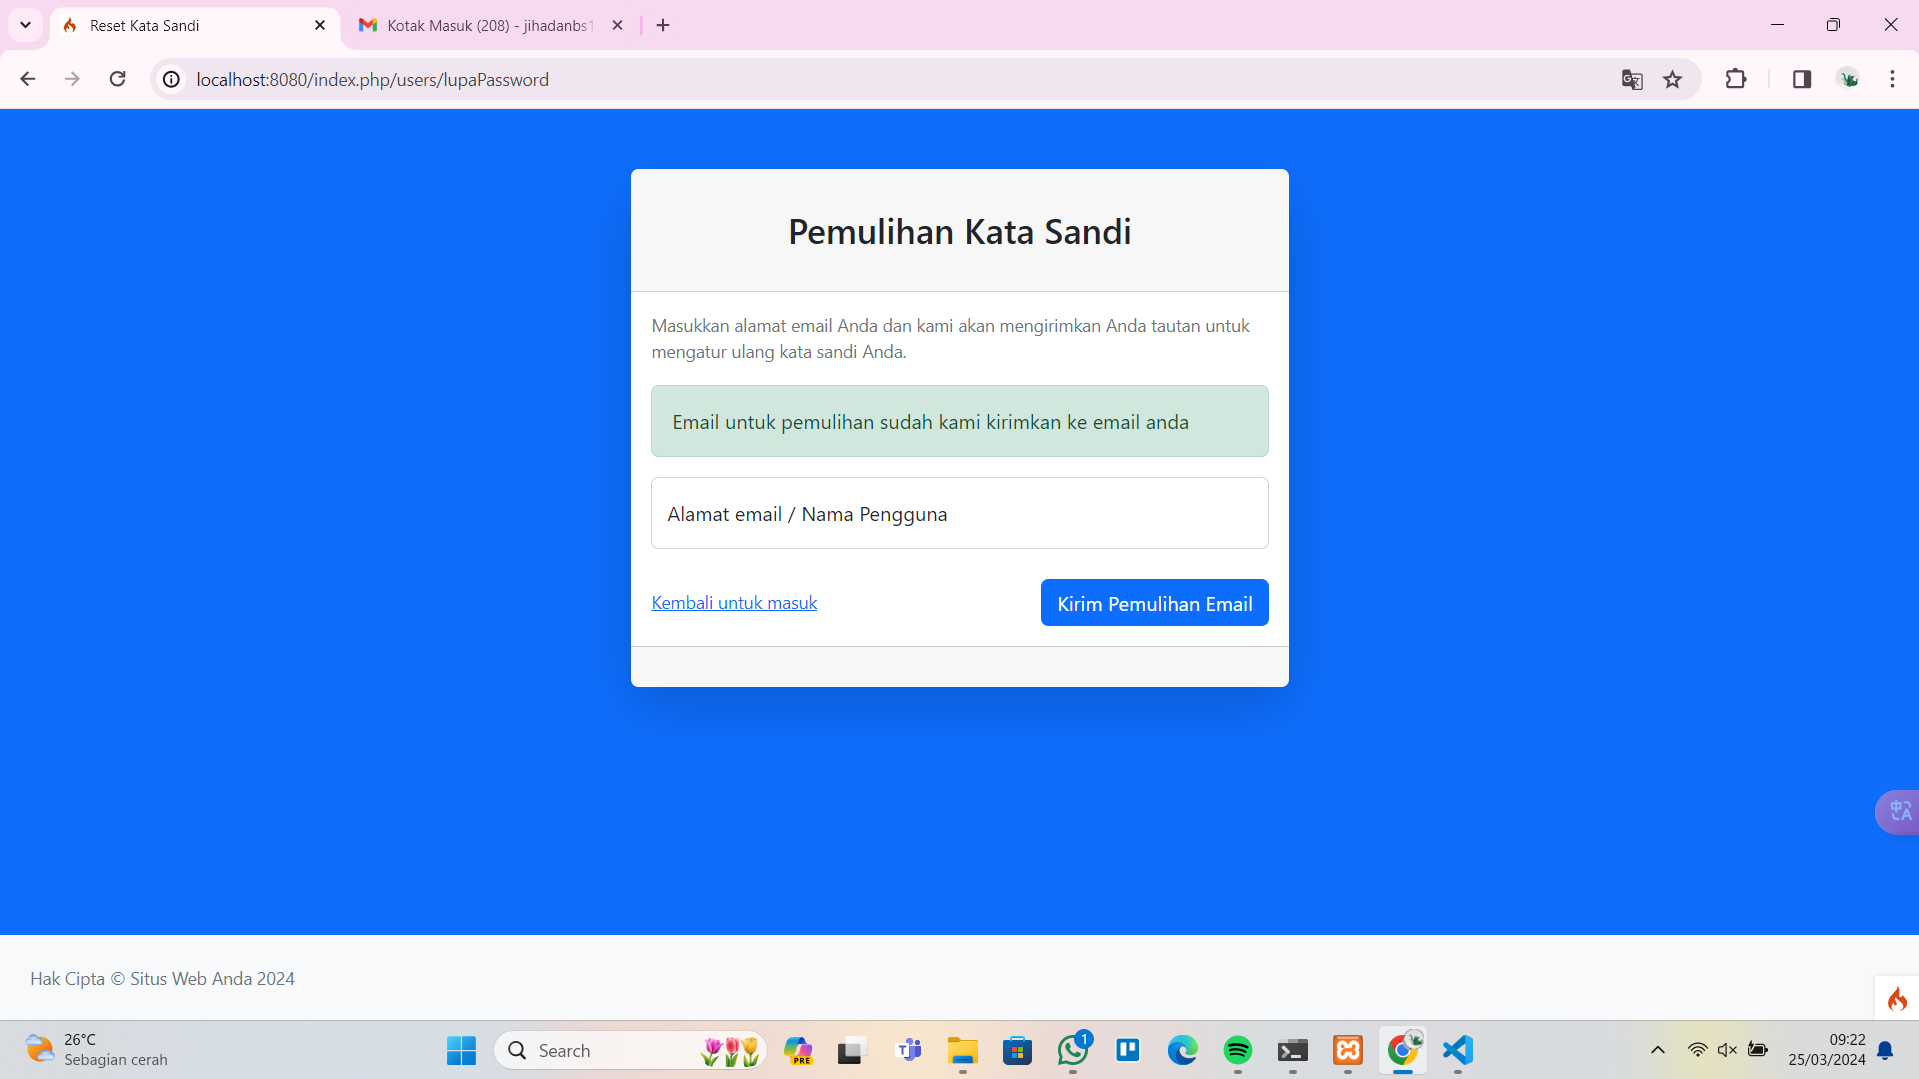 Reset Kata Sandi
Kotak Masuk (208) - jihadanbs1
localhost:8080/index.php/users/lupaPassword
Pemulihan Kata Sandi
Masukkan alamat email Anda dan kami akan mengirimkan Anda tautan untuk
mengatur ulang kata sandi Anda.
Email untuk pemulihan sudah kami kirimkan ke email anda
Alamat email / Nama Pengguna
Kembali untuk masuk
Kirim Pemulihan Email
Hak Cipta © Situs Web Anda 2024
26°C
Sebagian cerah
Search
PRE
1
09:22
25/03/2024